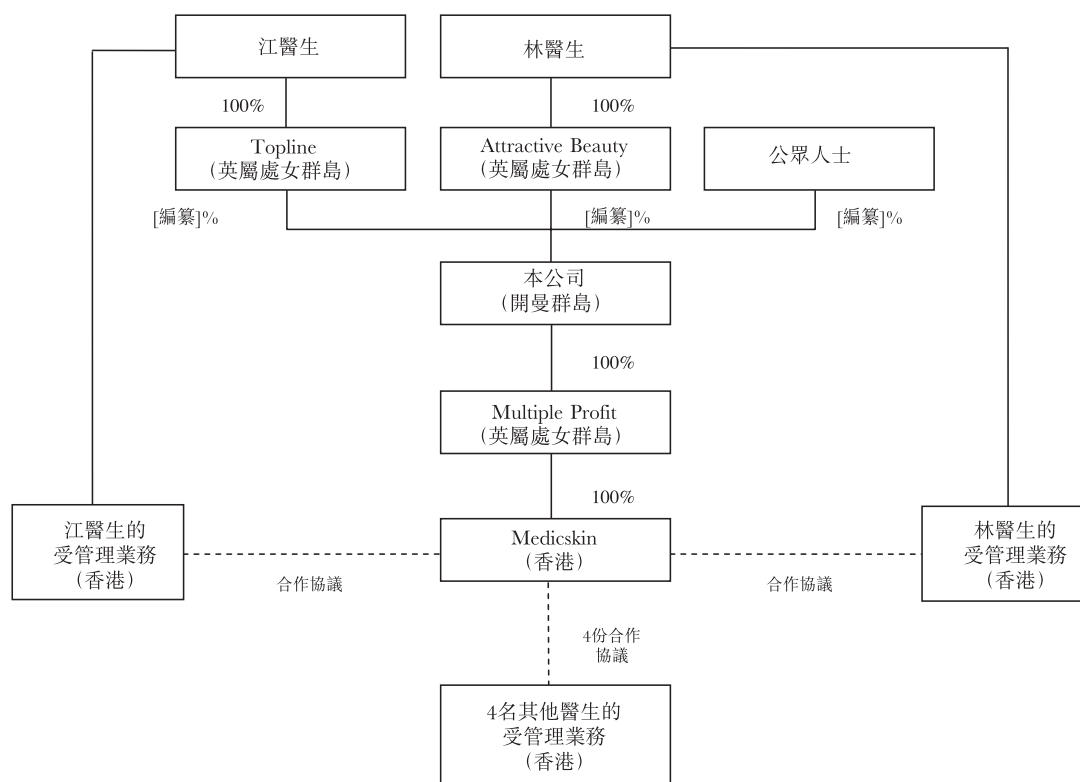 江醫生
林醫生
100%
100%
Topline
（英屬處女群島）
Attractive Beauty
（英屬處女群島）
公眾人士
[編纂]%
[編纂]%
[編纂]%
本公司
（開曼群島）
100%
Multiple Profit
（英屬處女群島）
100%
江醫生的
受管理業務
（香港）
Medicskin
（香港）
林醫生的
受管理業務
（香港）
合作協議
合作協議
4份合作
協議
4名其他醫生的
受管理業務
（香港）